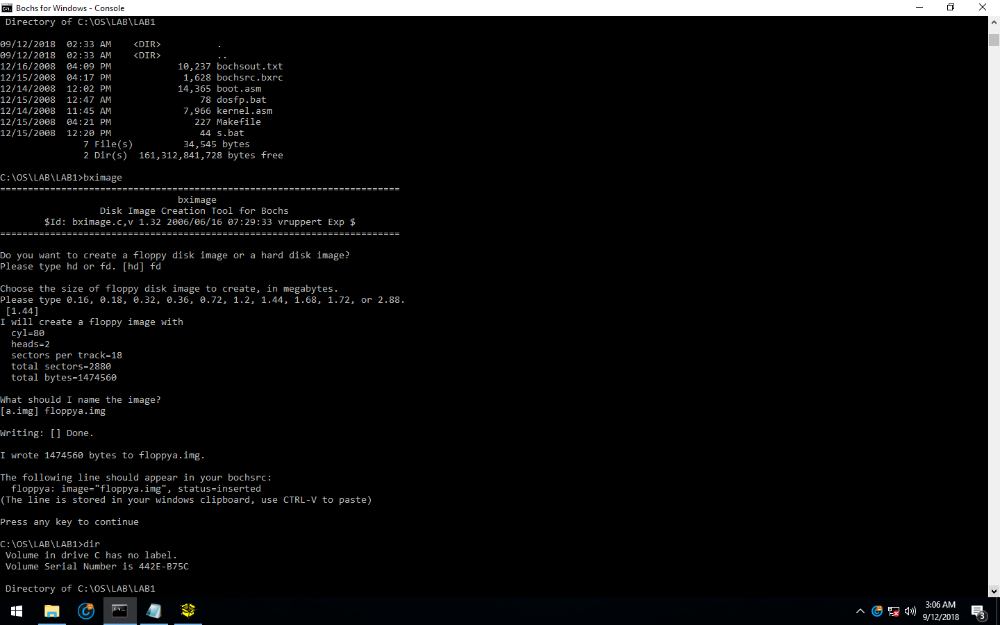 Bochs for Windows - Console
 Directory of C:\OS\LAB\LAB1

09/12/2018  02:33 AM    <DIR>          .
09/12/2018  02:33 AM    <DIR>          ..
12/16/2008  04:09 PM            10,237 bochsout.txt
12/15/2008  04:17 PM             1,628 bochsrc.bxrc
12/14/2008  12:02 PM            14,365 boot.asm
12/15/2008  12:47 AM                78 dosfp.bat
12/14/2008  11:45 AM             7,966 kernel.asm
12/15/2008  04:21 PM               227 Makefile
12/15/2008  12:20 PM                44 s.bat
               7 File(s)         34,545 bytes
               2 Dir(s)  161,312,841,728 bytes free

C:\OS\LAB\LAB1>bximage
========================================================================
                                bximage
                  Disk Image Creation Tool for Bochs
        $Id: bximage.c,v 1.32 2006/06/16 07:29:33 vruppert Exp $
========================================================================

Do you want to create a floppy disk image or a hard disk image?
Please type hd or fd. [hd] fd

Choose the size of floppy disk image to create, in megabytes.
Please type 0.16, 0.18, 0.32, 0.36, 0.72, 1.2, 1.44, 1.68, 1.72, or 2.88.
 [1.44]
I will create a floppy image with
  cyl=80
  heads=2
  sectors per track=18
  total sectors=2880
  total bytes=1474560

What should I name the image?
[a.img] floppya.img

Writing: [] Done.

I wrote 1474560 bytes to floppya.img.

The following line should appear in your bochsrc:
  floppya: image="floppya.img", status=inserted
(The line is stored in your windows clipboard, use CTRL-V to paste)

Press any key to continue

C:\OS\LAB\LAB1>dir
 Volume in drive C has no label.
 Volume Serial Number is 442E-B75C

 Directory of C:\OS\LAB\LAB1
3:06 AM
9/12/2018
3